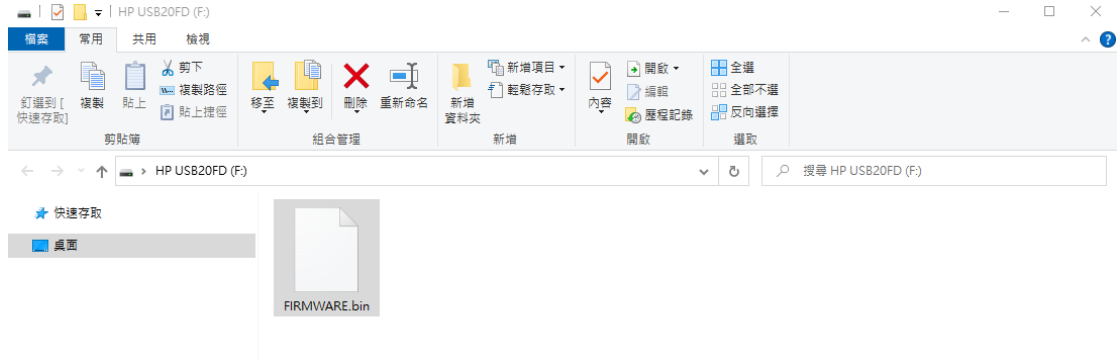 HP USB20FD (F:)
檔案 常用 共用 檢視
釘選到 [
快速存取]
複製
貼上
剪下
複製路徑
貼上捷徑
剪貼簿
移至
複製到
刪除
重新命名
組合管理
新增
資料夾
新增項目
輕鬆存取
新增
內容
開啟
編輯
歷程記錄
開啟
全選
全部不選
反向選擇
選取
HP USB20FD (F:)
搜尋 HP USB20FD (F:)
快速存取
桌面
FIRMWARE.bin